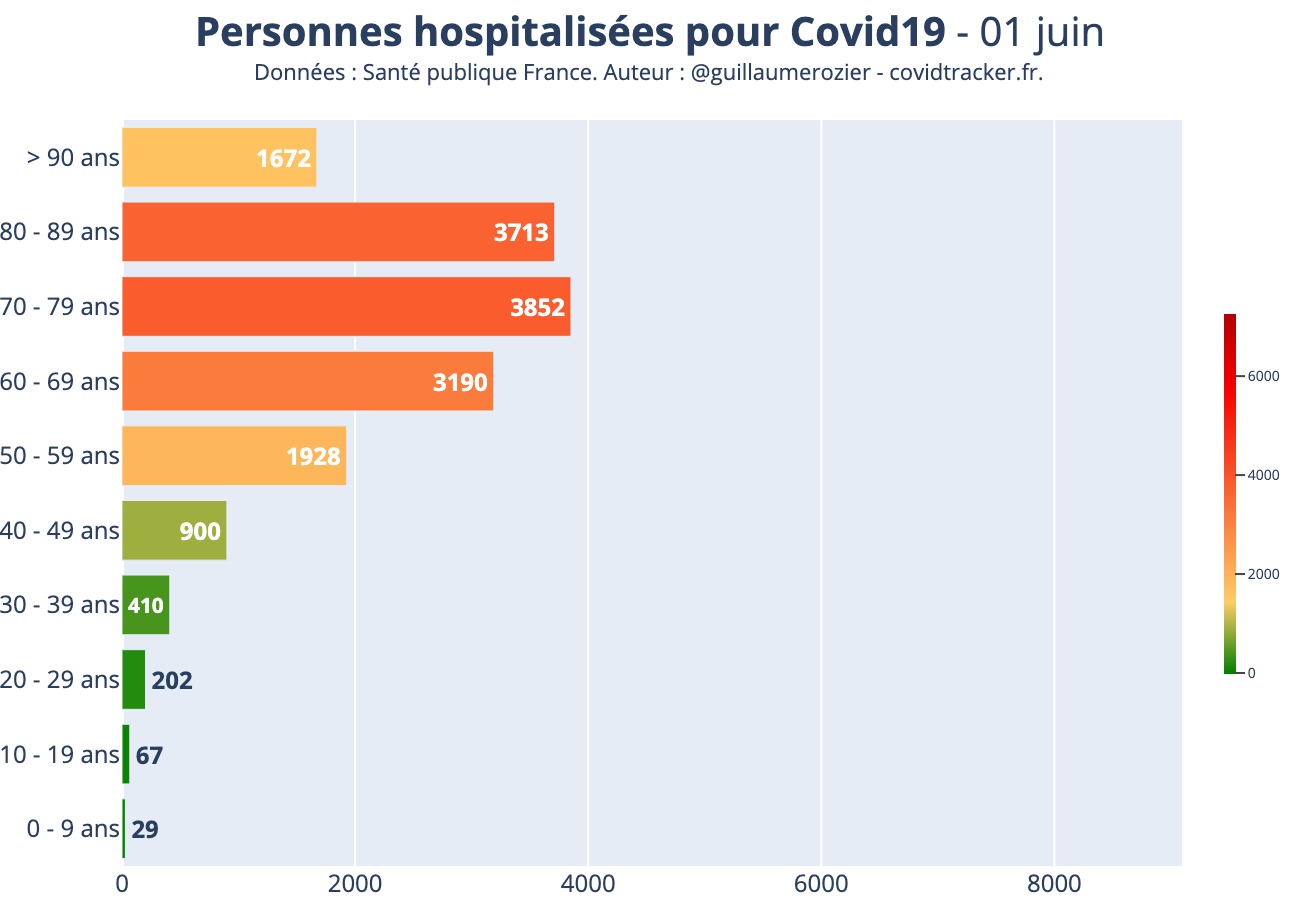 Personnes hospitalisées pour Covid19 - 01 juin
Données : Santé publique France. Auteur : @guillaumerozier - covidtracker.fr.
> 90 ans 1672
80 - 89 ans 3713
70 - 79 ans 3852
60 - 69 ans 3190
50 - 59 ans 1928
40 - 49 ans 900
30 - 39 ans 410
20 - 29 ans 202
10 - 19 ans 67
0 - 9 ans 29
0 2000 4000 6000 8000
6000
4000
2000
0